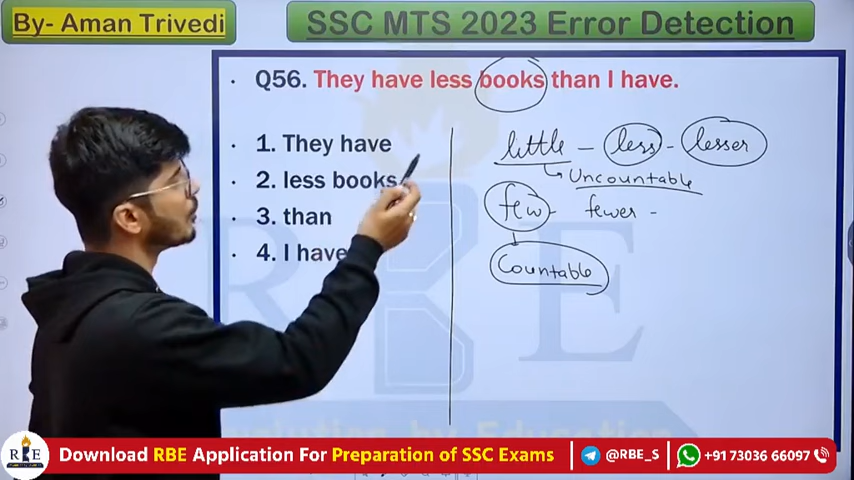 By- Aman Trivedi
SSC MTS 2023 Error Detection
• Q56. They have less books than I have.
• 1. They have
• 2. less books
• 3. than
• 4. I have
little - less - lesser
Uncountable
few - fewer -
Countable
Download RBE Application For Preparation of SSC Exams
@RBE_S
+91 73036 66097
RBE